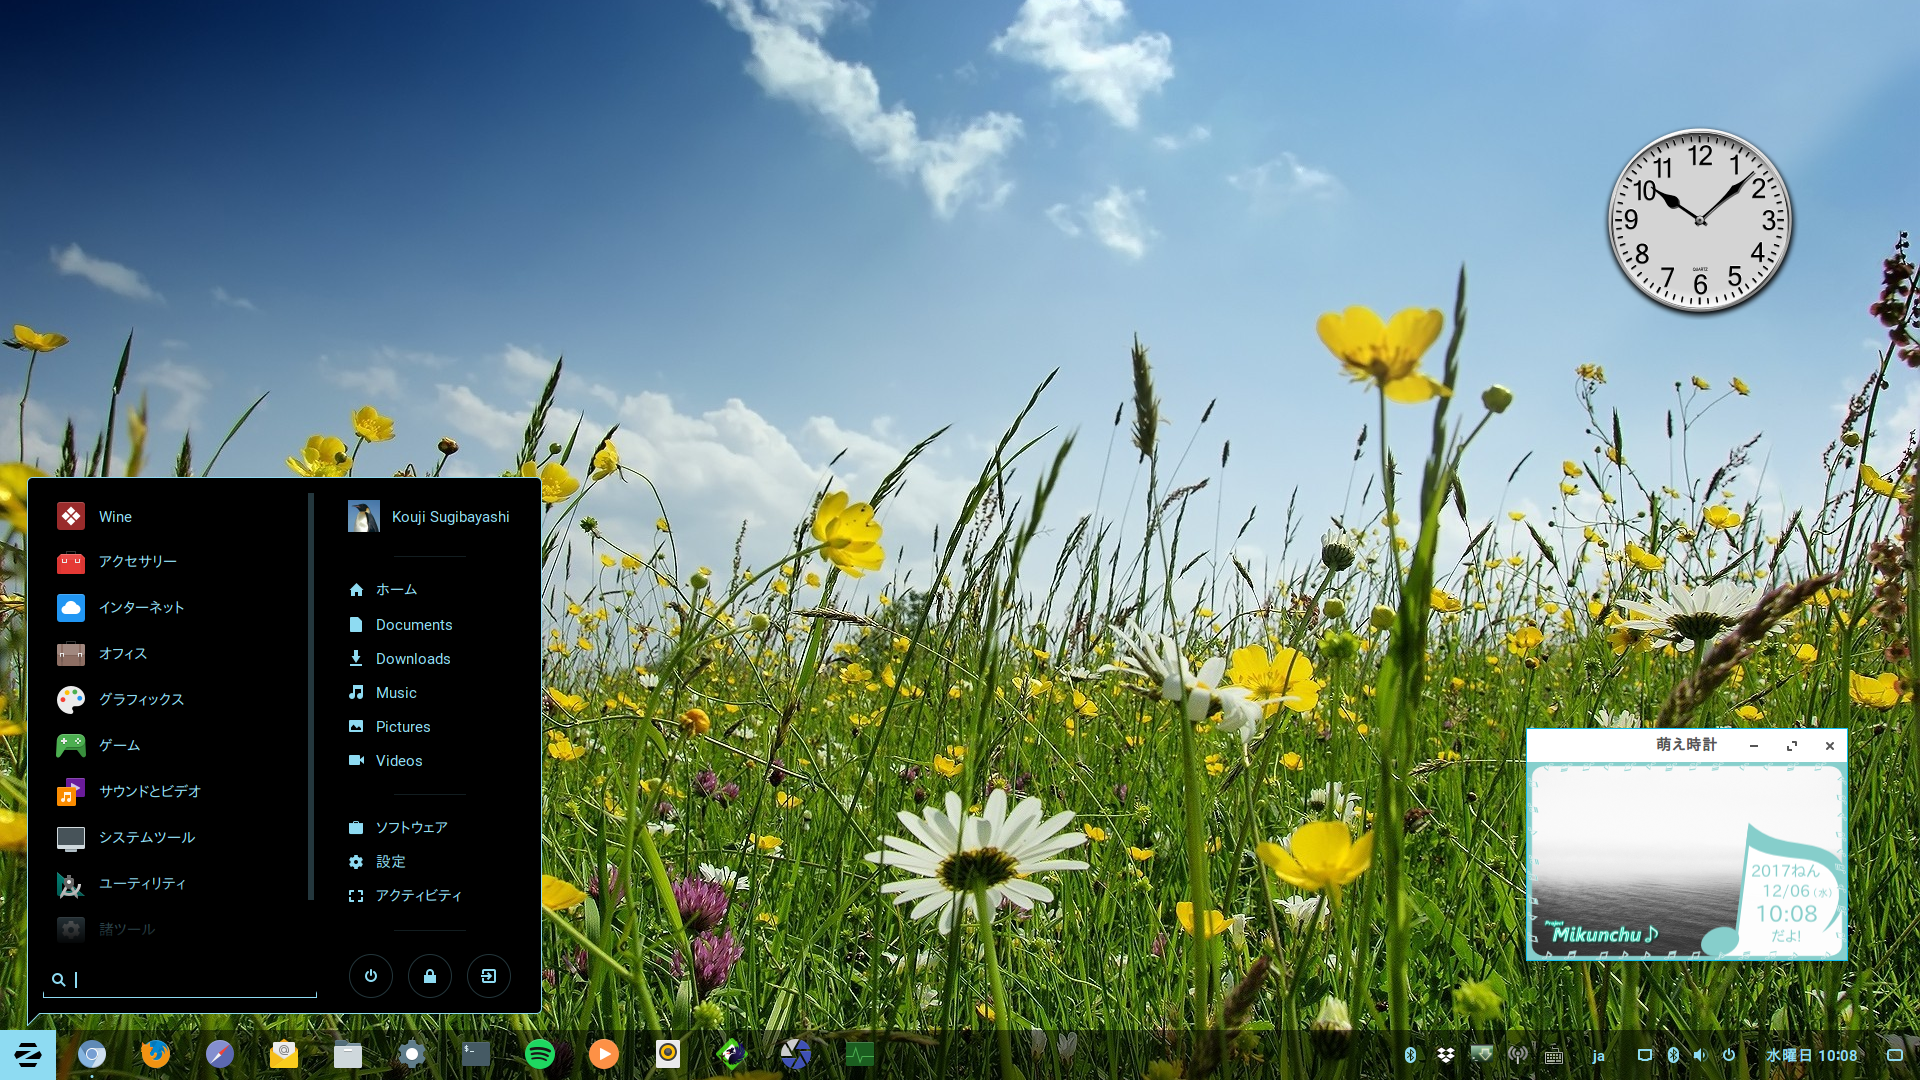 12
11
1
10
2
9
3
8
4
7
5
6
QUARTZ
Wine
アクセサリー
インターネット
オフィス
グラフィックス
ゲーム
サウンドとビデオ
システムツール
ユーティリティ
諸ツール
Kouji Sugibayashi
ホーム
Documents
Downloads
Music
Pictures
Videos
ソフトウェア
設定
アクティビティ
萌え時計
2017ねん
12/06 (水)
10:08
だよ!
Project
Mikunchu♪
ja
水曜日 10:08